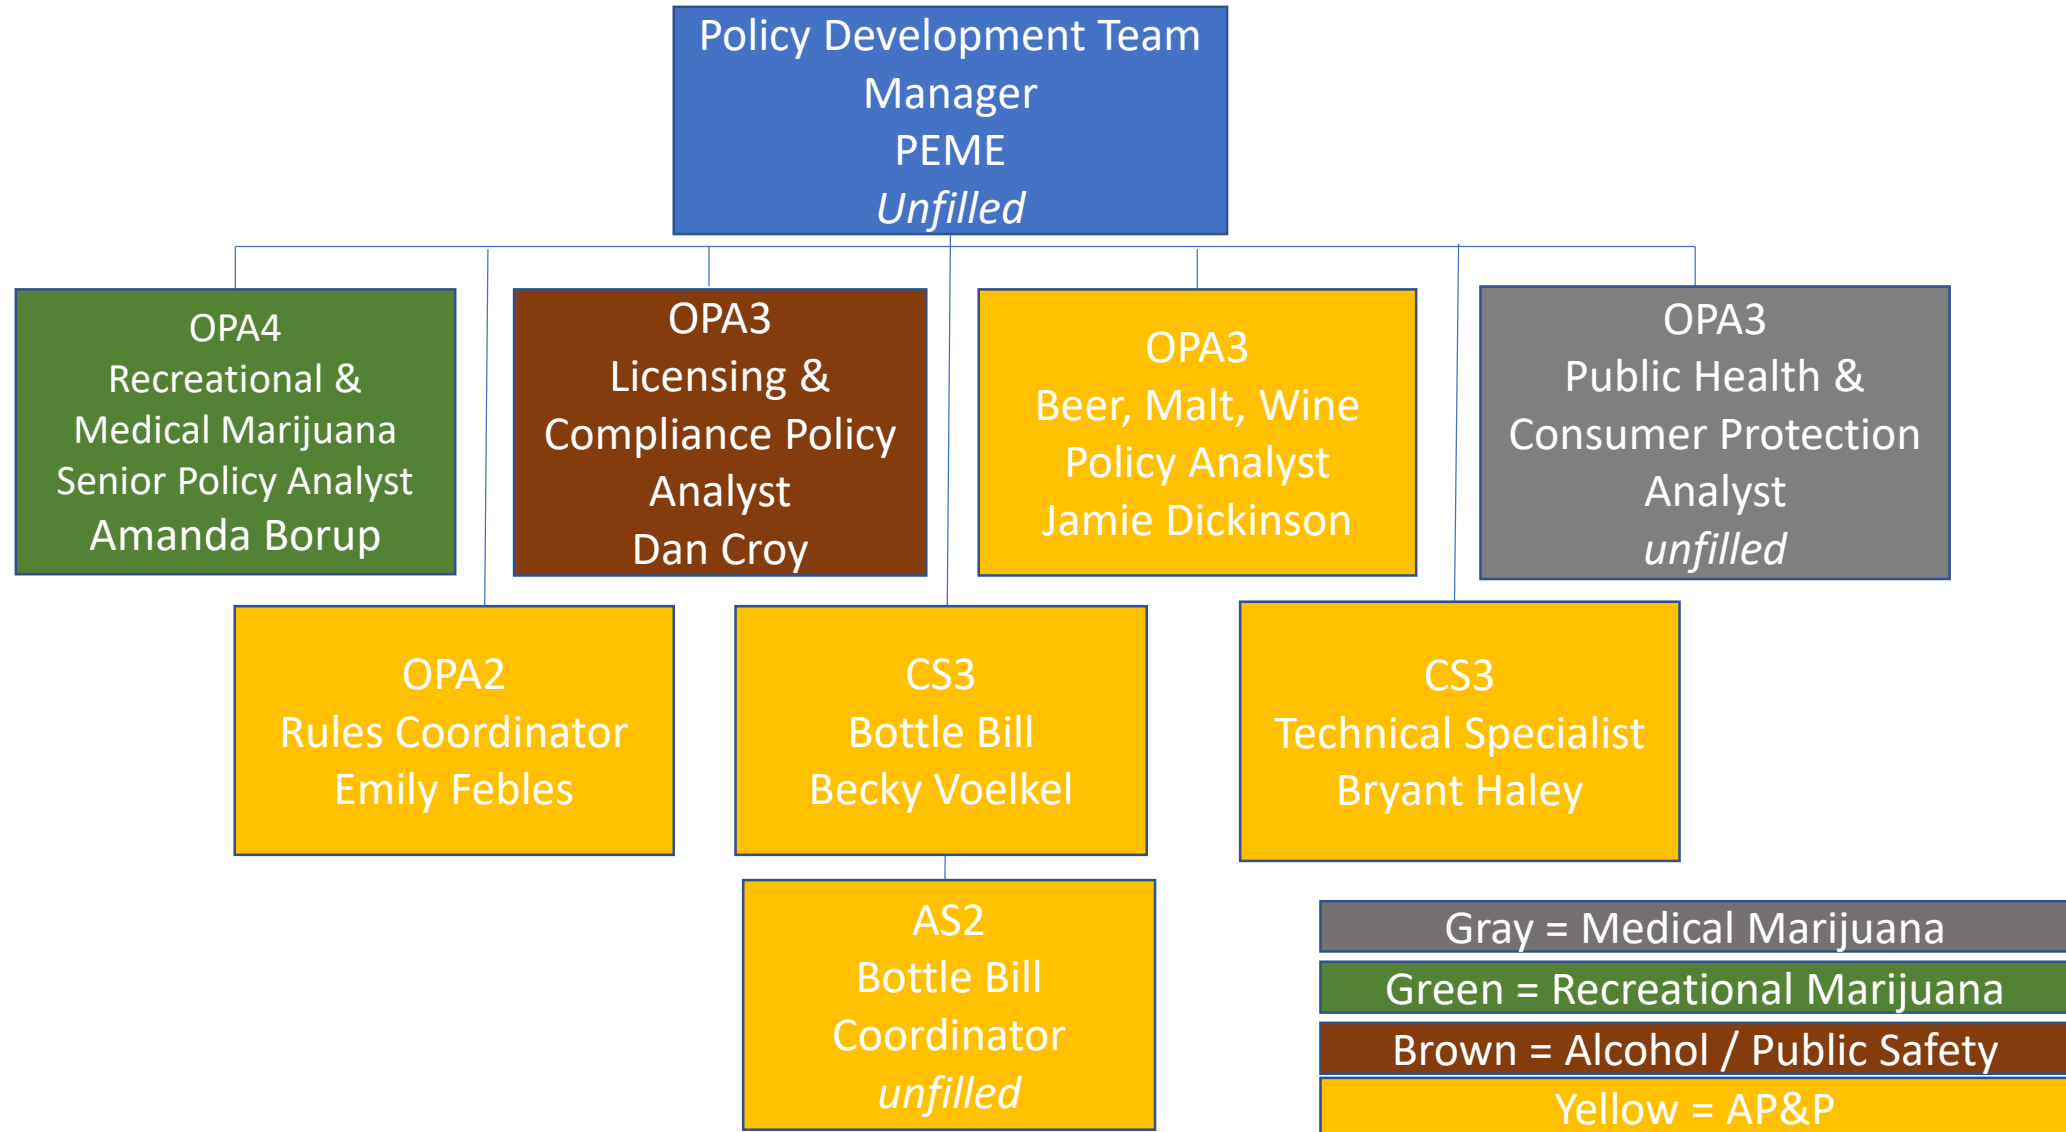 Policy Development Team
Manager
PEME
Unfilled
OPA4
Recreational &
Medical Marijuana
Senior Policy Analyst
Amanda Borup
OPA3
Licensing &
Compliance Policy
Analyst
Dan Croy
OPA3
Beer, Malt, Wine
Policy Analyst
Jamie Dickinson
OPA3
Public Health &
Consumer Protection
Analyst
unfilled
OPA2
Rules Coordinator
Emily Febles
CS3
Bottle Bill
Becky Voelkel
CS3
Technical Specialist
Bryant Haley
AS2
Bottle Bill
Coordinator
unfilled
Gray = Medical Marijuana
Green = Recreational Marijuana
Brown = Alcohol / Public Safety
Yellow = AP&P